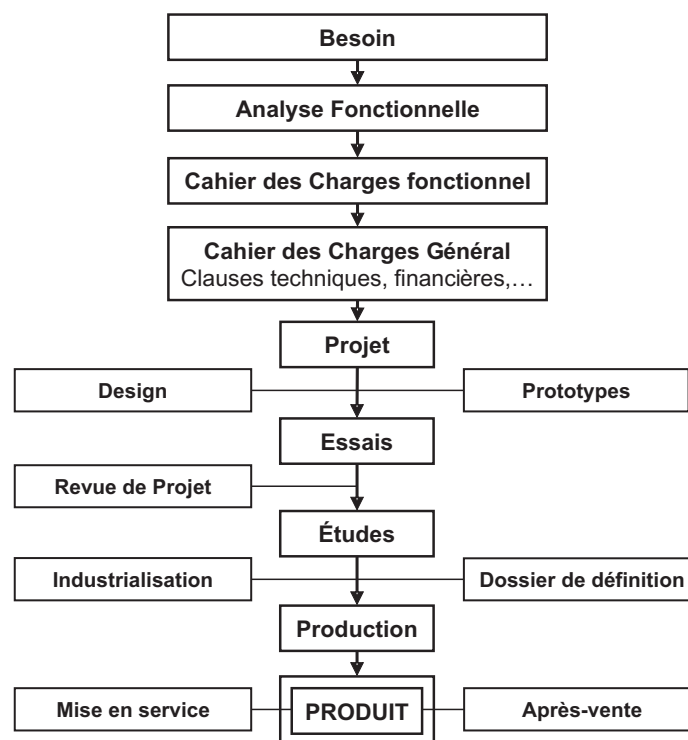 Besoin
Analyse Fonctionnelle
Cahier des Charges fonctionnel
Cahier des Charges Général
Clauses techniques, financières,…
Projet
Design
Prototypes
Essais
Revue de Projet
Études
Industrialisation
Dossier de définition
Production
Mise en service
PRODUIT
Après-vente